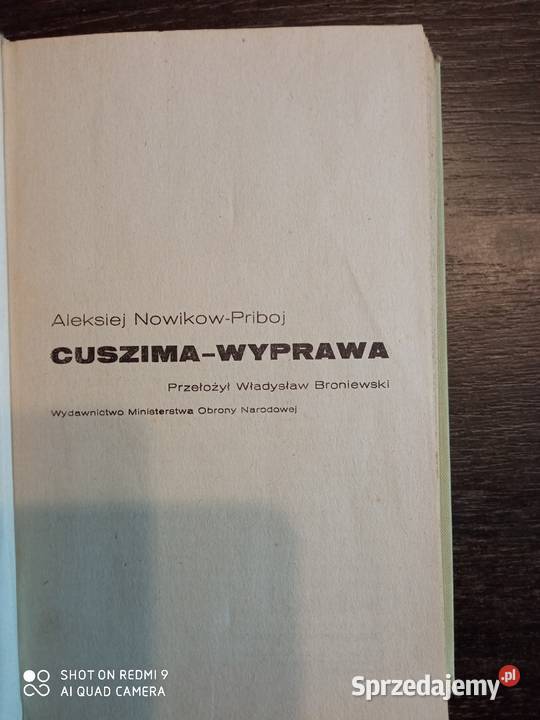 Aleksiej Nowikow-Priboj
CUSZIMA-WYPRAWA
Przełożył Władysław Broniewski
Wydawnictwo Ministerstwa Obrony Narodowej
SHOT ON REDMI 9
AI QUAD CAMERA
Sprzedajemy.pl